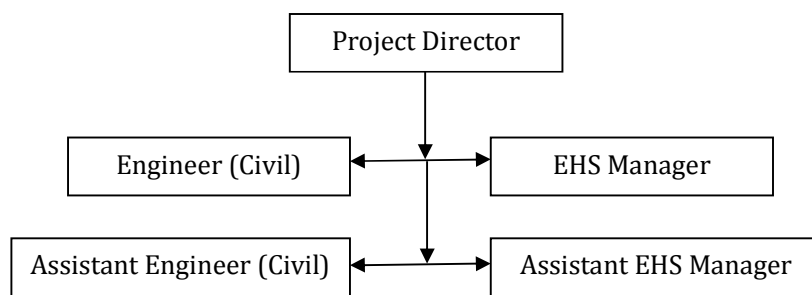 Project Director
Engineer (Civil)
EHS Manager
Assistant Engineer (Civil)
Assistant EHS Manager